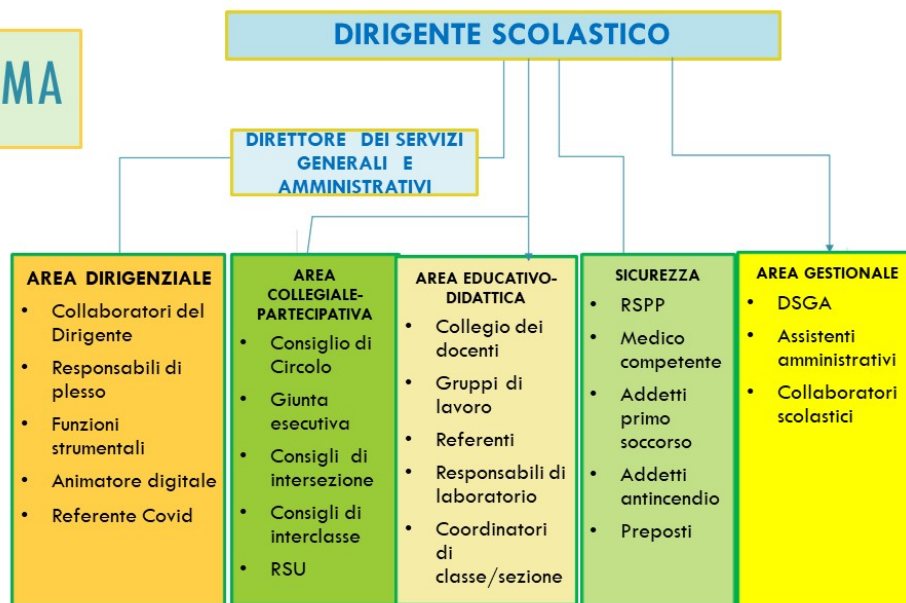 MA
DIRIGENTE SCOLASTICO
DIRETTORE DEI SERVIZI
GENERALI E
AMMINISTRATIVI
AREA DIRIGENZIALE
• Collaboratori del
Dirigente
• Responsabili di
plesso
• Funzioni
strumentali
• Animatore digitale
• Referente Covid
AREA
COLLEGIALE-
PARTECIPATIVA
• Consiglio di
Circolo
• Giunta
esecutiva
• Consigli di
intersezione
• Consigli di
interclasse
• RSU
AREA EDUCATIVO-
DIDATTICA
• Collegio dei
docenti
• Gruppi di
lavoro
• Referenti
• Responsabili di
laboratorio
• Coordinatori
di
classe/sezione
SICUREZZA
• RSPP
• Medico
competente
• Addetti
primo
soccorso
• Addetti
antincendio
• Preposti
AREA GESTIONALE
• DSGA
• Assistenti
amministrativi
• Collaboratori
scolastici